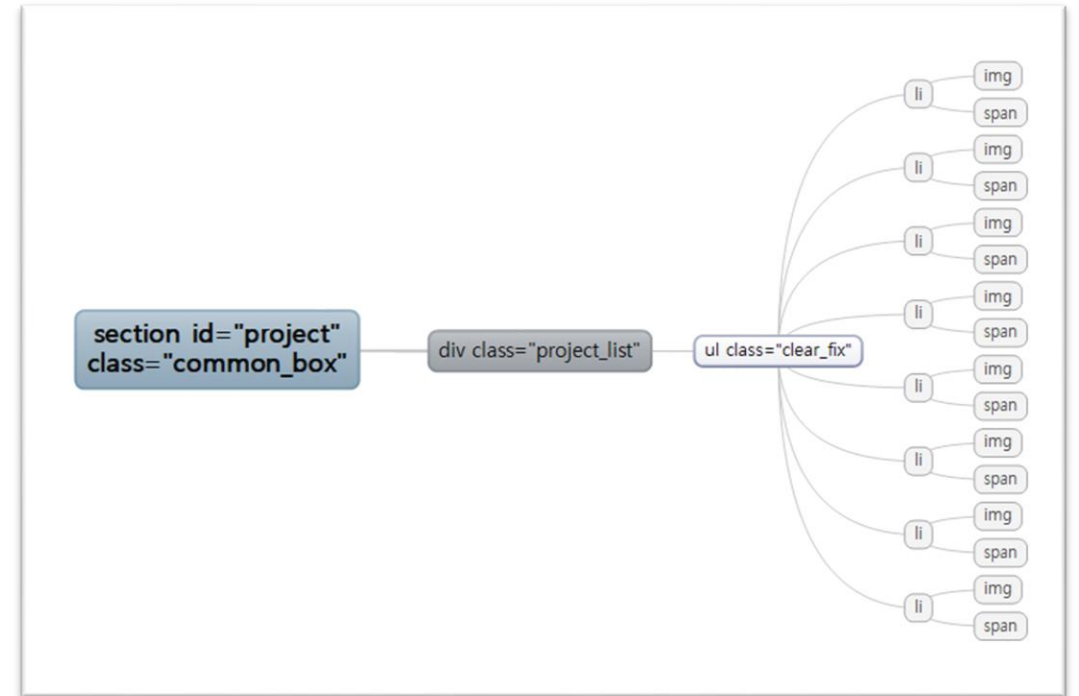 section id="project"
class="common_box"
div class="project_list"
ul class="clear_fix"
li
img
span
li
img
span
li
img
span
li
img
span
li
img
span
li
img
span
li
img
span
li
img
span